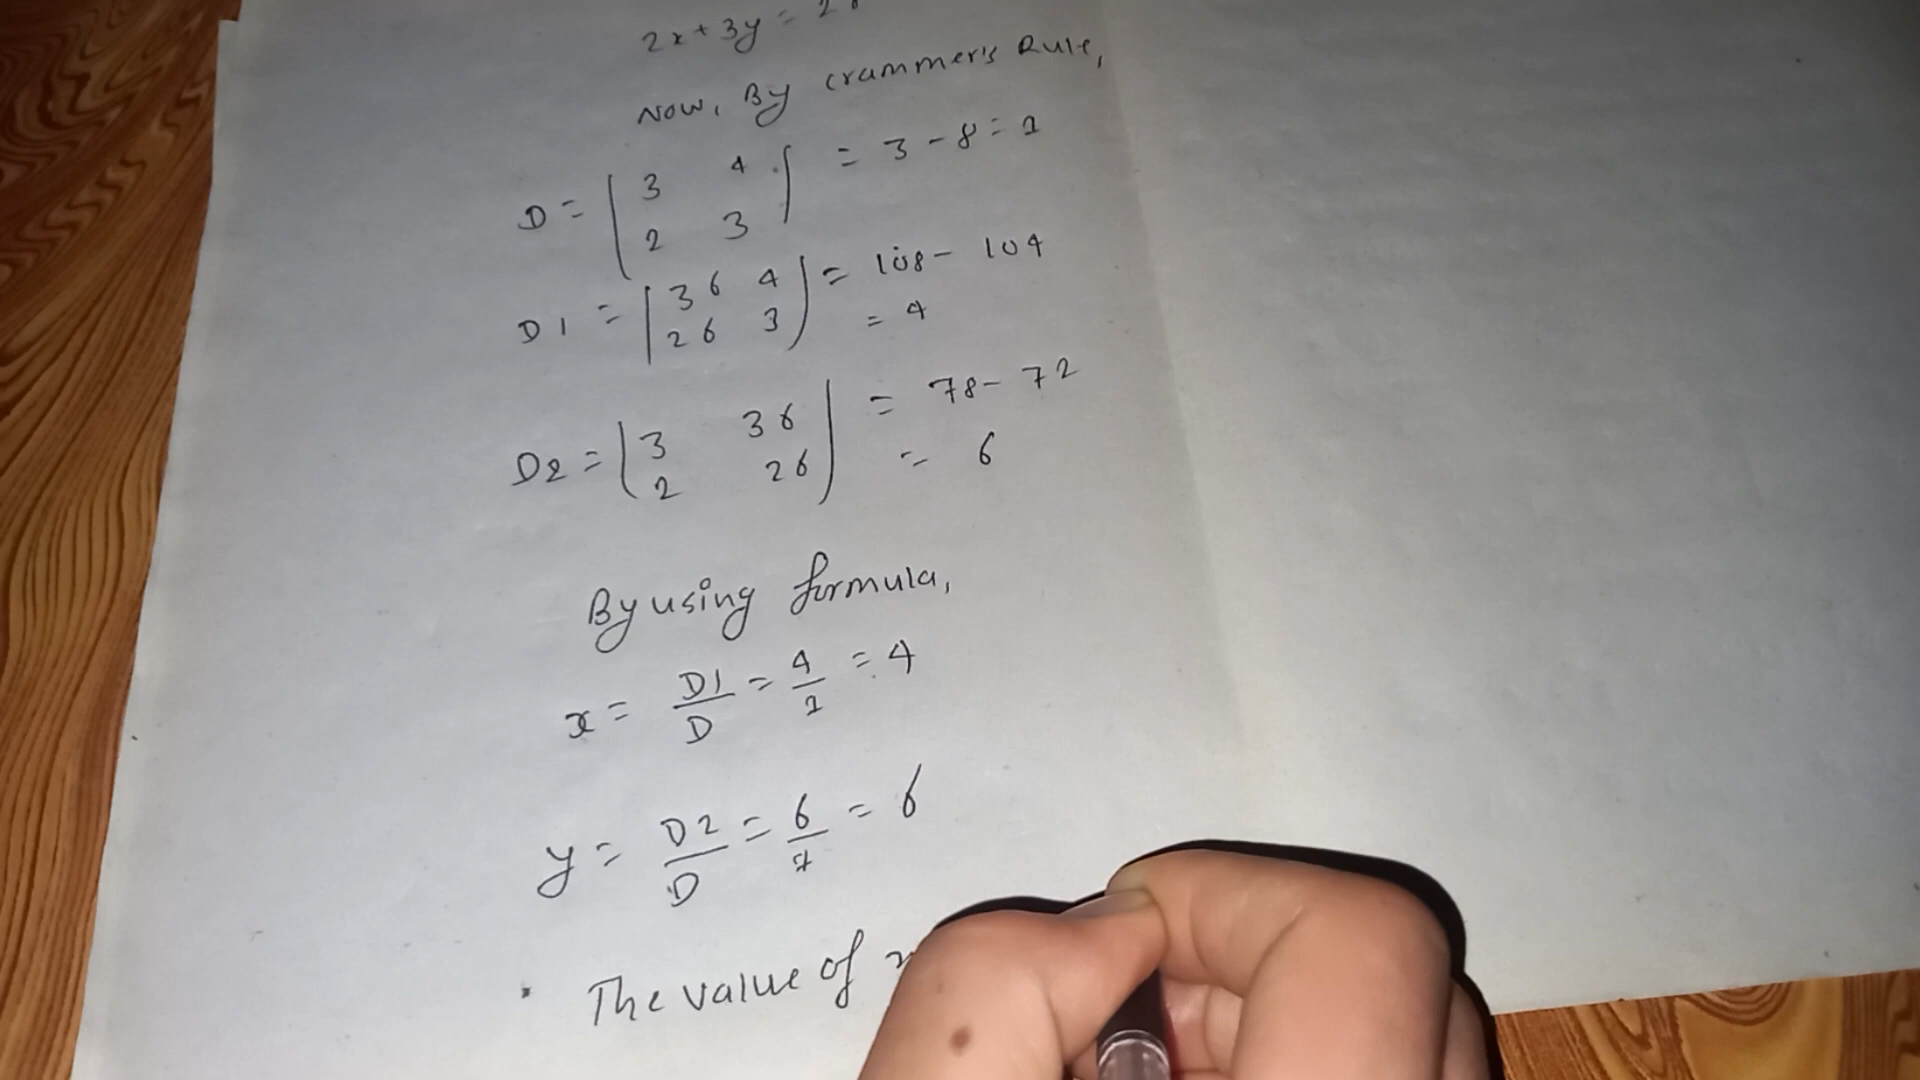 2x + 3y = 2
Now, By crammer's Rule,
D = | 3 4 | = 3 - 8 = 1
| 2 3 |
D1 = | 36 4 | = 108 - 104
| 26 3 | = 4
D2 = | 3 36 | = 78 - 72
| 2 26 | = 6
By using formula,
x = D1/D = 4/1 = 4
y = D2/D = 6/1 = 6
The value of